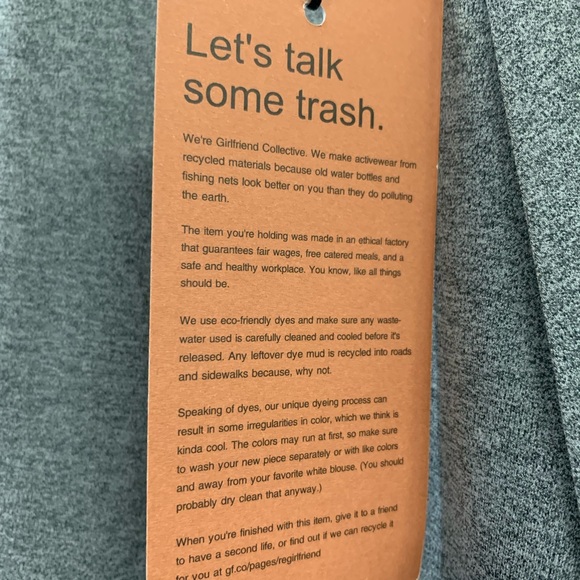 Let's talk
some trash.
We're Girlfriend Collective. We make activewear from
recycled materials because old water bottles and
fishing nets look better on you than they do polluting
the earth.
The item you're holding was made in an ethical factory
that guarantees fair wages, free catered meals, and a
safe and healthy workplace. You know, like all things
should be.
We use eco-friendly dyes and make sure any waste-
water used is carefully cleaned and cooled before it's
released. Any leftover dye mud is recycled into roads
and sidewalks because, why not.
Speaking of dyes, our unique dyeing process can
result in some irregularities in color, which we think is
kinda cool. The colors may run at first, so make sure
to wash your new piece separately or with like colors
and away from your favorite white blouse. (You should
probably dry clean that anyway.)
When you're finished with this item, give it to a friend
to have a second life, or find out if we can recycle it
for you at gf.co/pages/regirlfriend